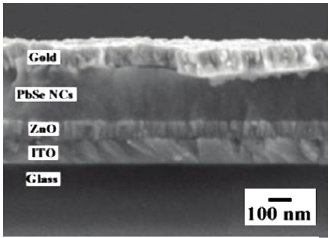 Gold
PbSe NCs
ZnO
ITO
Glass
100 nm